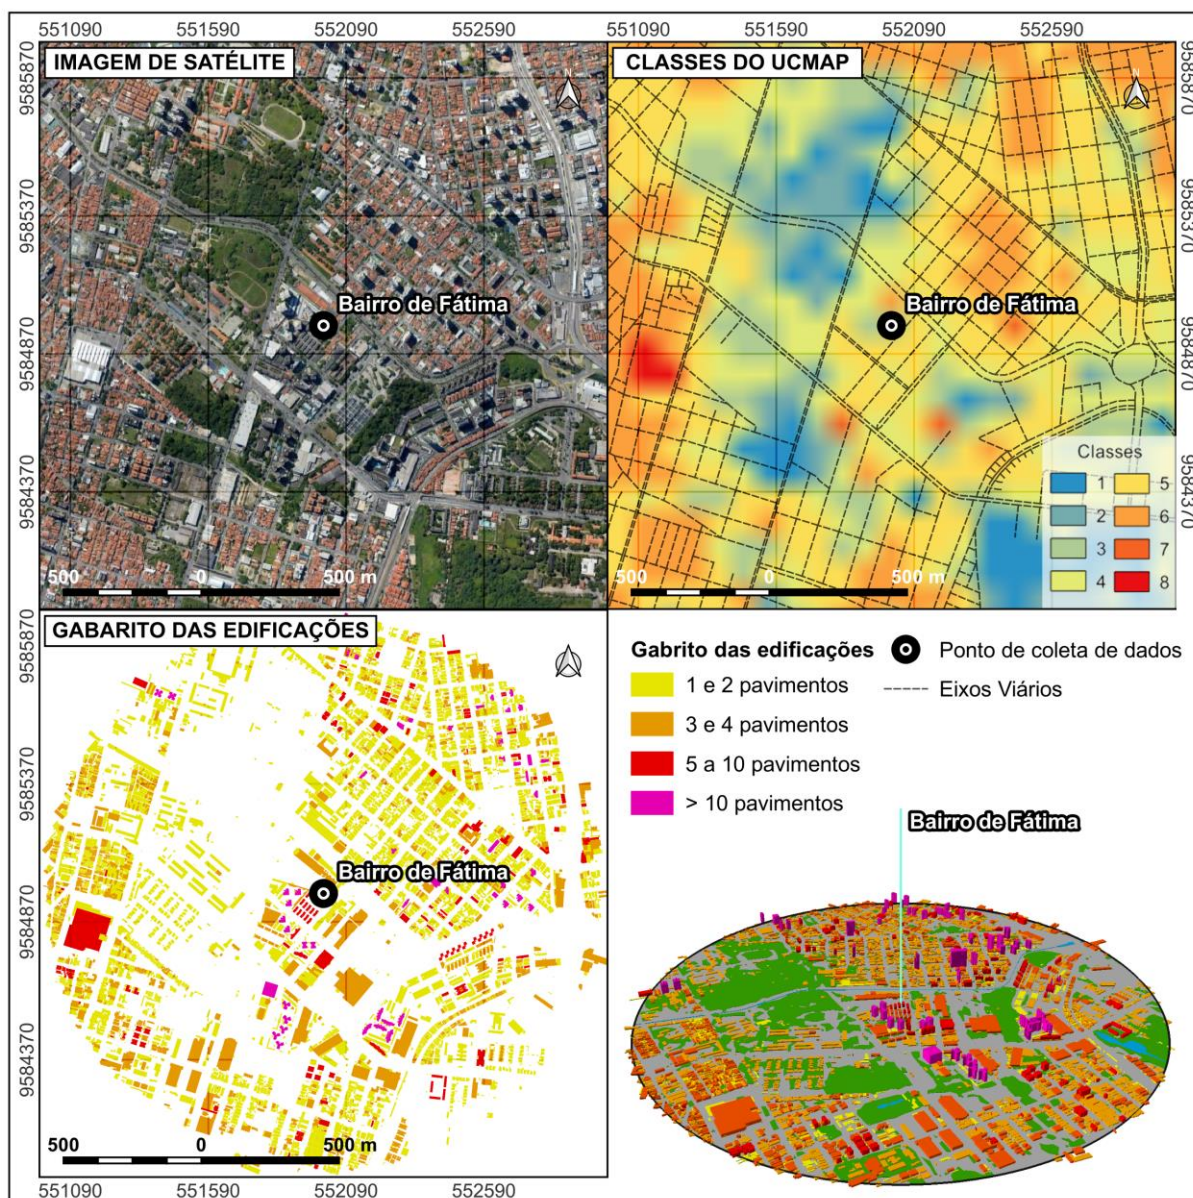 551090 551590 552090 552590 551090 551590 552090 552590
IMAGEM DE SATÉLITE
CLASSES DO UCMAP
9585870
9585370
9584870
9584370
9585870
9585370
9584870
9584370
N
Bairro de Fátima
Bairro de Fátima
Classes
1 5
2 6
3 7
4 8
500 0 500 m
500 0 500 m
GABARITO DAS EDIFICAÇÕES
9585870
9585370
9584870
9584370
Bairro de Fátima
500 0 500 m
551090 551590 552090 552590
Gabrito das edificações
1 e 2 pavimentos
3 e 4 pavimentos
5 a 10 pavimentos
> 10 pavimentos
Ponto de coleta de dados
Eixos Viários
Bairro de Fátima